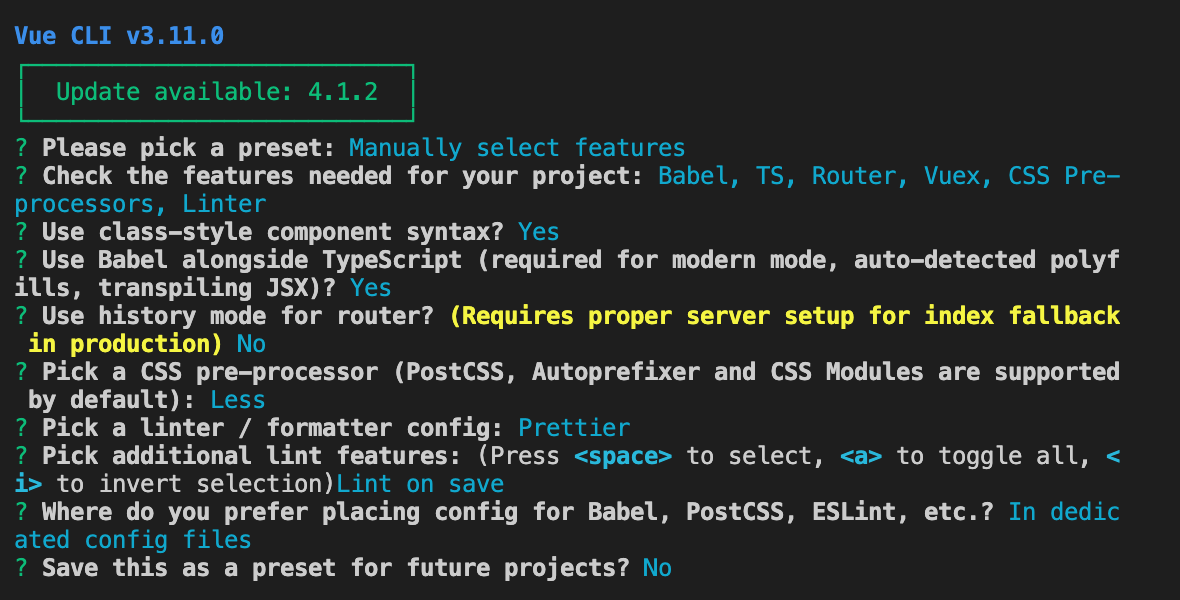 Vue CLI v3.11.0
Update available: 4.1.2
? Please pick a preset: Manually select features
? Check the features needed for your project: Babel, TS, Router, Vuex, CSS Pre-
processors, Linter
? Use class-style component syntax? Yes
? Use Babel alongside TypeScript (required for modern mode, auto-detected polyf
ills, transpiling JSX)? Yes
? Use history mode for router? (Requires proper server setup for index fallback
 in production) No
? Pick a CSS pre-processor (PostCSS, Autoprefixer and CSS Modules are supported
 by default): Less
? Pick a linter / formatter config: Prettier
? Pick additional lint features: (Press <space> to select, <a> to toggle all, <
i> to invert selection)Lint on save
? Where do you prefer placing config for Babel, PostCSS, ESLint, etc.? In dedic
ated config files
? Save this as a preset for future projects? No